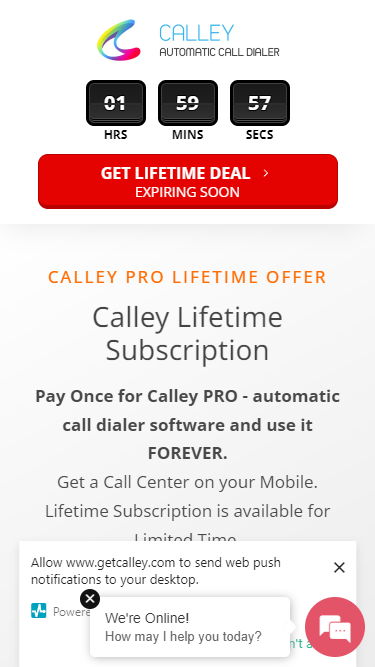 CALLEY
AUTOMATIC CALL DIALER
01 59 57
HRS MINS SECS
GET LIFETIME DEAL
EXPIRING SOON
CALLEY PRO LIFETIME OFFER
Calley Lifetime
Subscription
Pay Once for Calley PRO - automatic
call dialer software and use it
FOREVER.
Get a Call Center on your Mobile.
Lifetime Subscription is available for
Limited Time
Allow www.getcalley.com to send web push
notifications to your desktop.
We're Online!
How may I help you today?